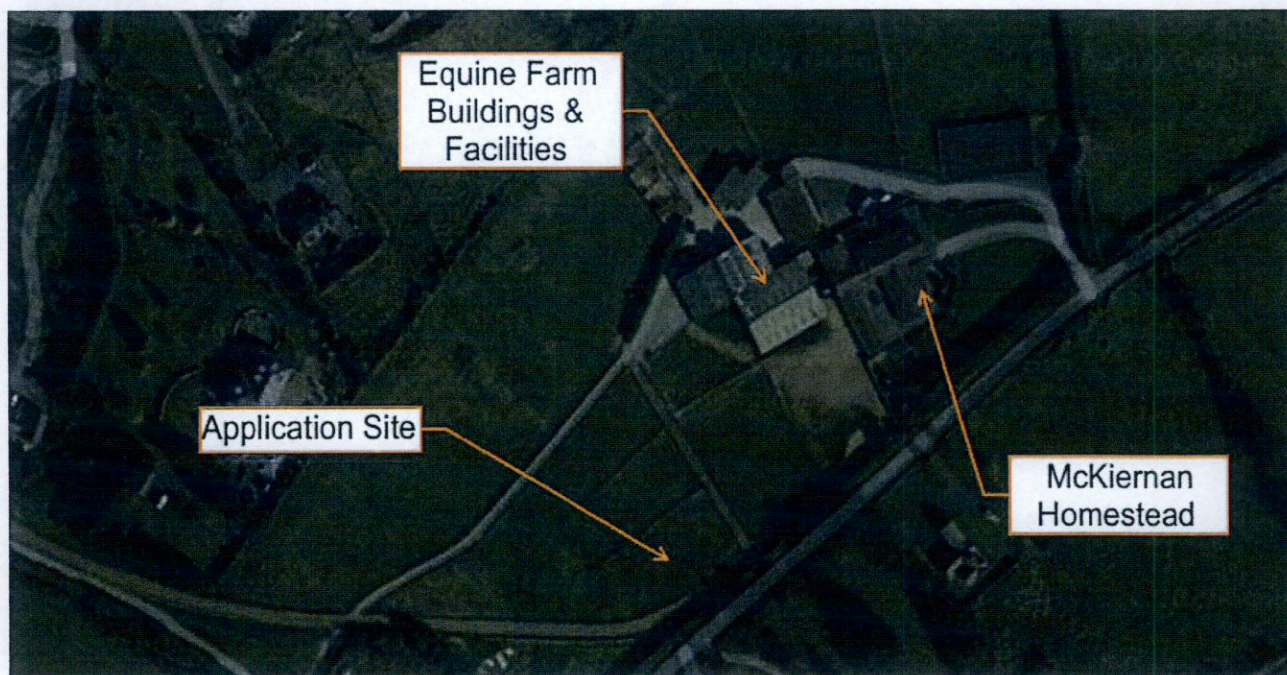 Equine Farm
Buildings &
Facilities
Application Site
McKiernan
Homestead